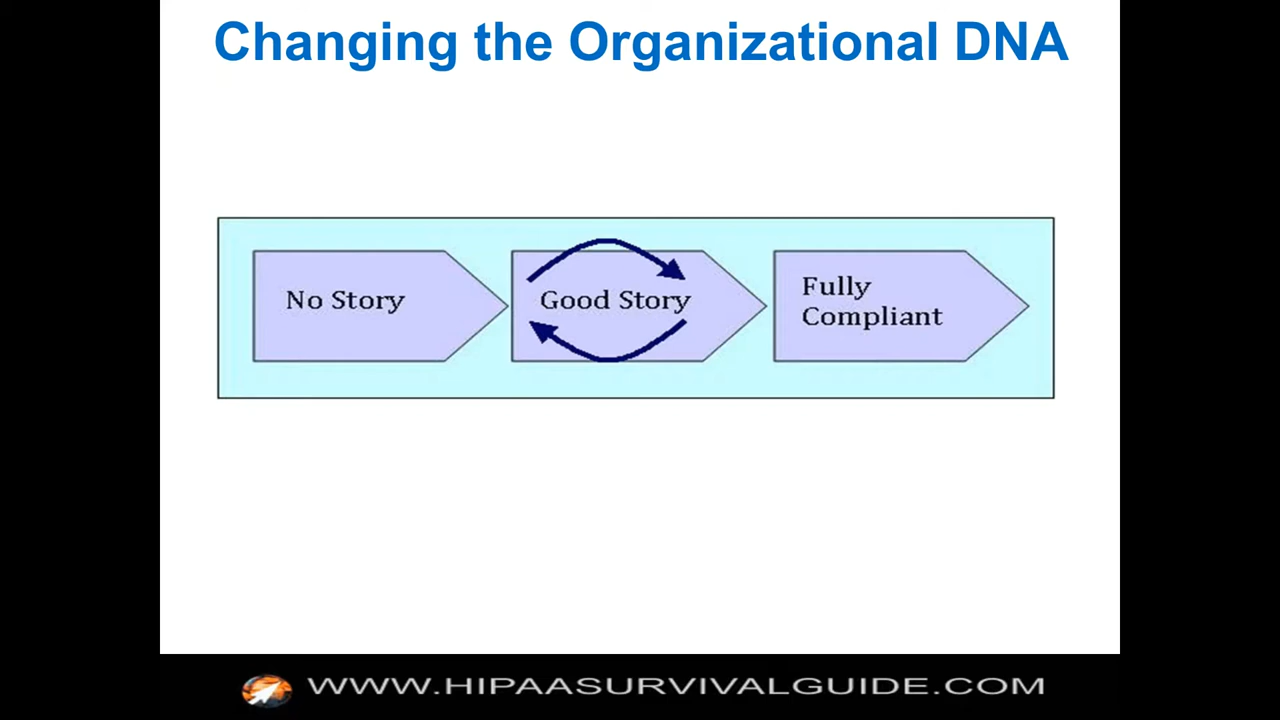 Changing the Organizational DNA
No Story
Good Story
Fully
Compliant
WWW.HIPAASURVIVALGUIDE.COM